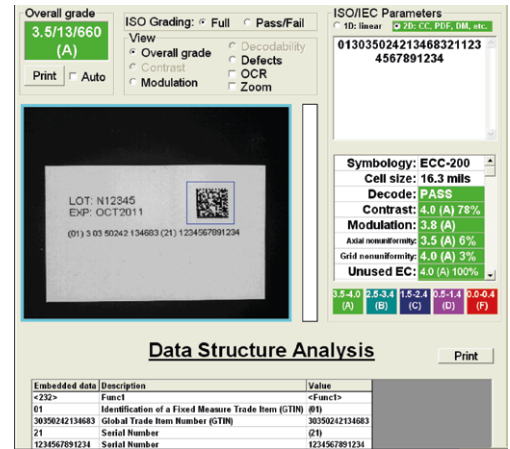 Overall grade
3.5/13/660
(A)
Print
Auto
ISO Grading: Full Pass/Fail
View
Overall grade
Contrast
Modulation
Decodability
Defects
OCR
Zoom
ISO/IEC Parameters
1D: linear 2D: CC, PDF, DM, etc.
013035024213468321123
4567891234
LOT: N12345
EXP: OCT2011
(01) 3 03 50242 134683 (21) 1234567891234
Symbology: ECC-200
Cell size: 16.3 mils
Decode: PASS
Contrast: 4.0 (A) 78%
Modulation: 3.8 (A)
Axial nonuniformity: 3.5 (A) 6%
Grid nonuniformity: 4.0 (A) 3%
Unused EC: 4.0 (A) 100%
3.5-4.0 2.5-3.4 1.5-2.4 0.5-1.4 0.0-0.4
(A) (B) (C) (D) (F)
Data Structure Analysis
Print
Embedded data Description Value
<232> Func1 <Func1>
01 Identification of a Fixed Measure Trade Item (GTIN) (01)
30350242134683 Global Trade Item Number (GTIN) 30350242134683
21 Serial Number (21)
1234567891234 Serial Number 1234567891234